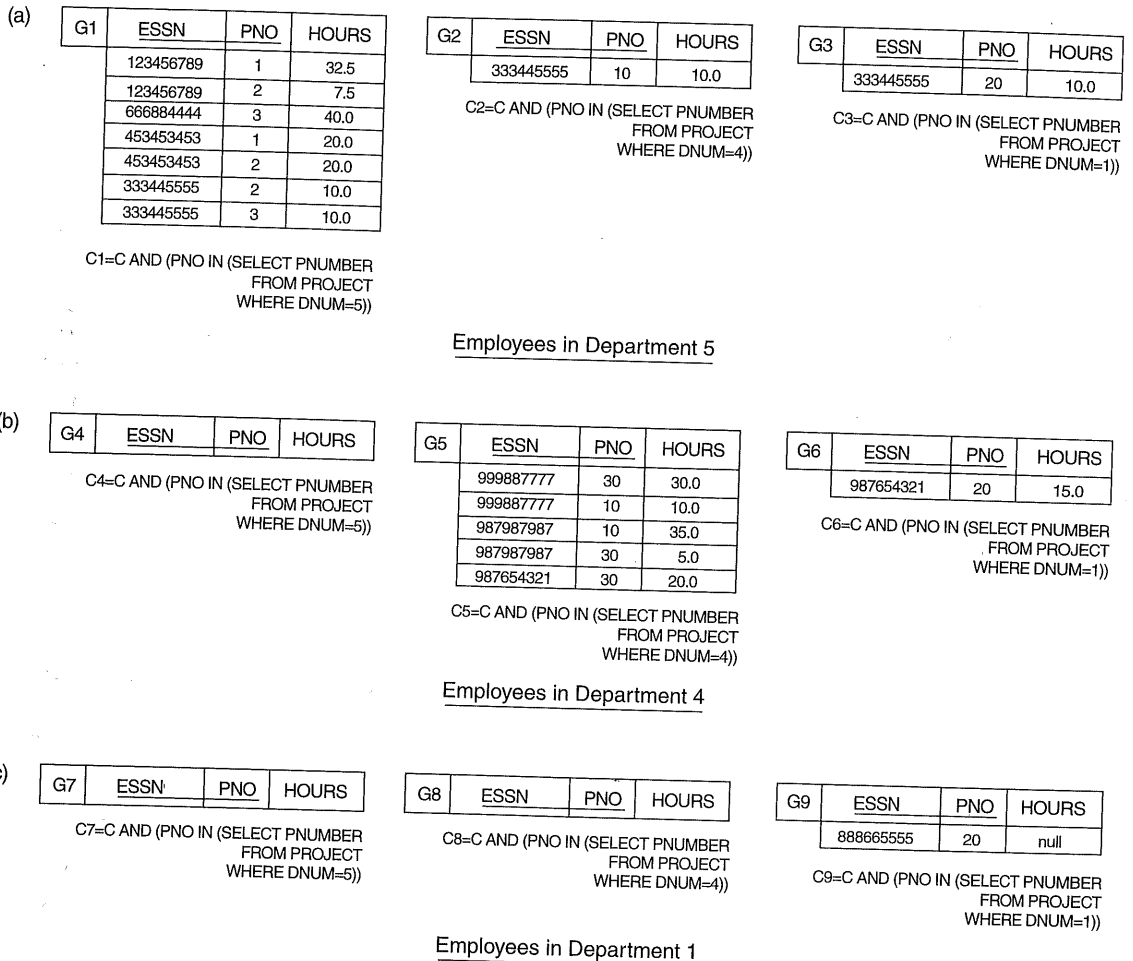 (a)
G1 ESSN PNO HOURS
123456789 1 32.5
123456789 2 7.5
666884444 3 40.0
453453453 1 20.0
453453453 2 20.0
333445555 2 10.0
333445555 3 10.0
C1=C AND (PNO IN (SELECT PNUMBER
FROM PROJECT
WHERE DNUM=5))
G2 ESSN PNO HOURS
333445555 10 10.0
C2=C AND (PNO IN (SELECT PNUMBER
FROM PROJECT
WHERE DNUM=4))
G3 ESSN PNO HOURS
333445555 20 10.0
C3=C AND (PNO IN (SELECT PNUMBER
FROM PROJECT
WHERE DNUM=1))
Employees in Department 5
(b)
G4 ESSN PNO HOURS
C4=C AND (PNO IN (SELECT PNUMBER
FROM PROJECT
WHERE DNUM=5))
G5 ESSN PNO HOURS
999887777 30 30.0
999887777 10 10.0
987987987 10 35.0
987987987 30 5.0
987654321 30 20.0
C5=C AND (PNO IN (SELECT PNUMBER
FROM PROJECT
WHERE DNUM=4))
G6 ESSN PNO HOURS
987654321 20 15.0
C6=C AND (PNO IN (SELECT PNUMBER
FROM PROJECT
WHERE DNUM=1))
Employees in Department 4
c)
G7 ESSN PNO HOURS
C7=C AND (PNO IN (SELECT PNUMBER
FROM PROJECT
WHERE DNUM=5))
G8 ESSN PNO HOURS
C8=C AND (PNO IN (SELECT PNUMBER
FROM PROJECT
WHERE DNUM=4))
G9 ESSN PNO HOURS
888665555 20 null
C9=C AND (PNO IN (SELECT PNUMBER
FROM PROJECT
WHERE DNUM=1))
Employees in Department 1